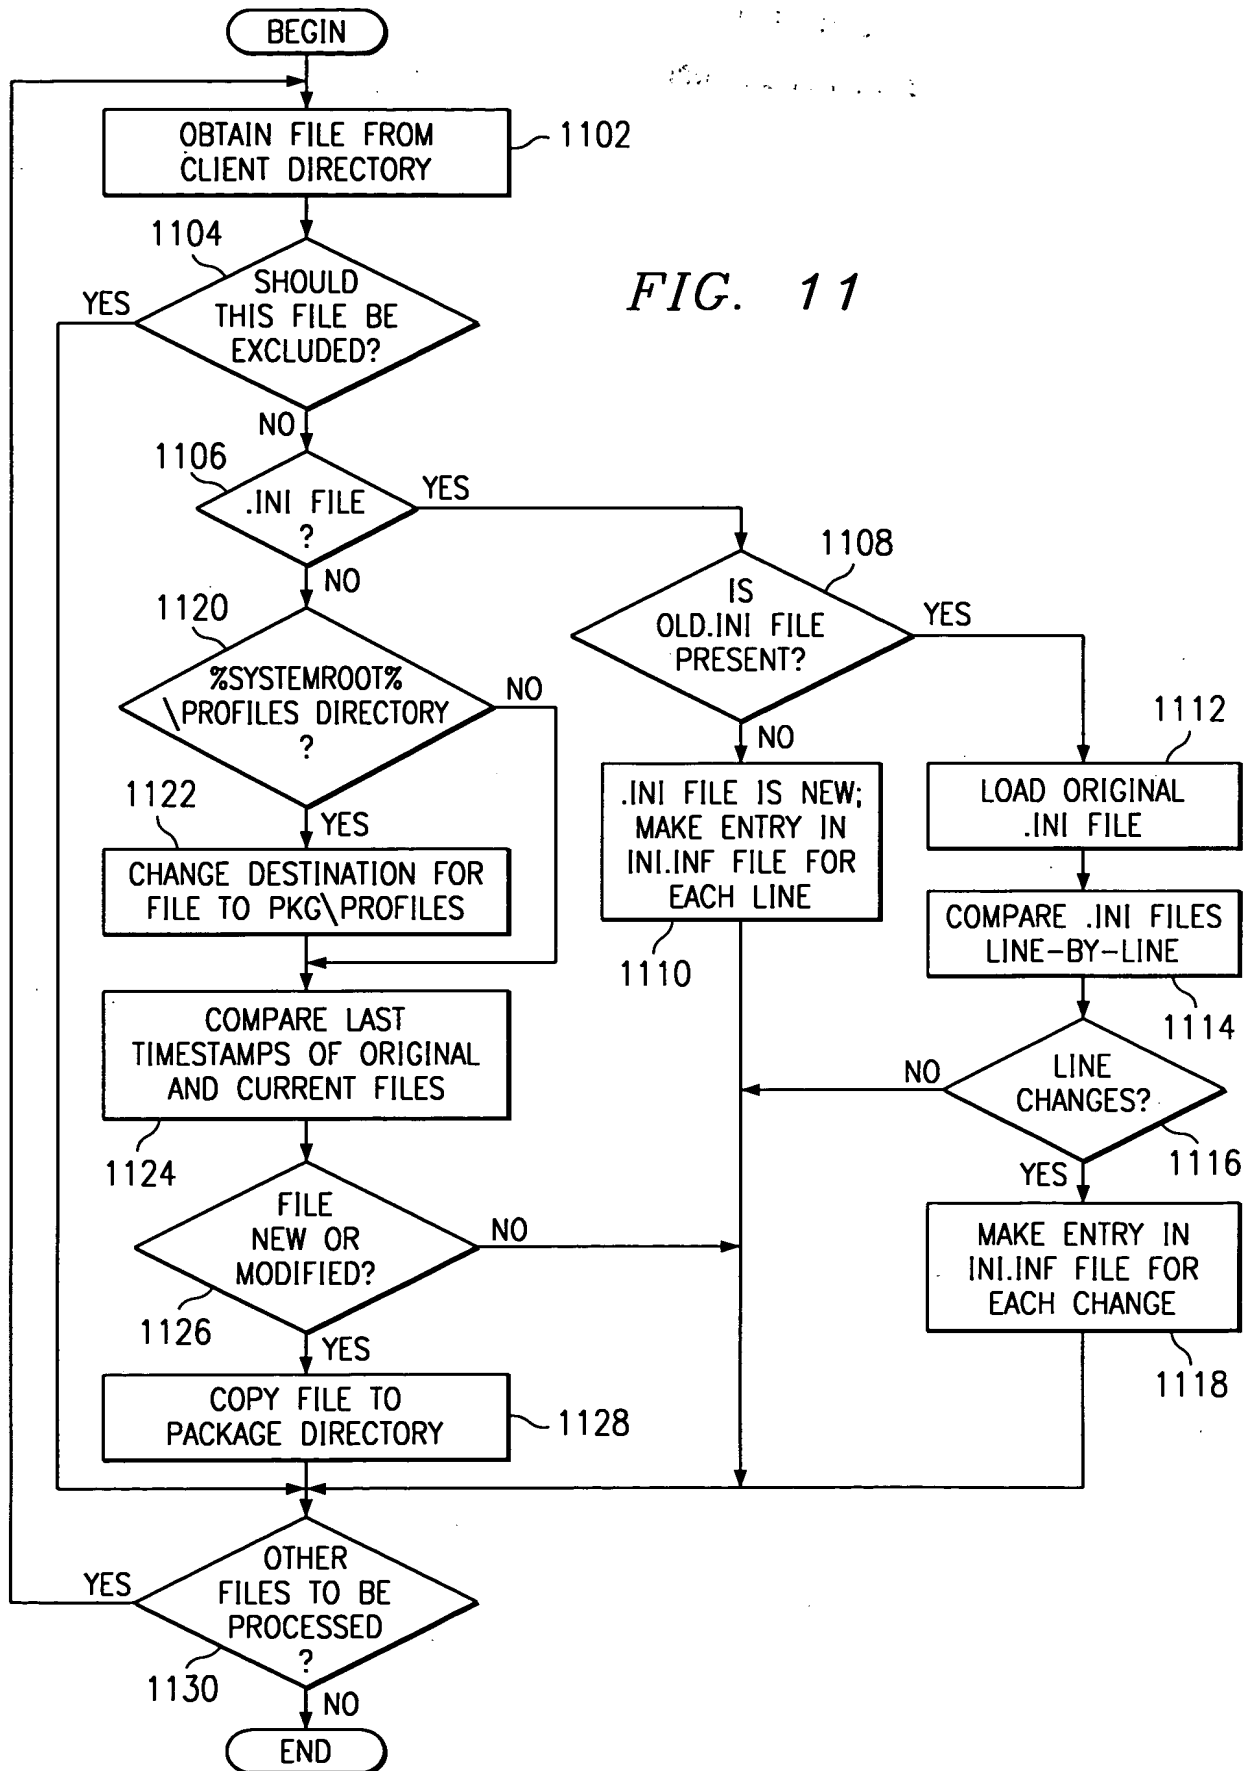 BEGIN
OBTAIN FILE FROM
CLIENT DIRECTORY
1102
1104
SHOULD
THIS FILE BE
EXCLUDED?
YES
NO
FIG. 11
1106
.INI FILE
?
YES
NO
1108
IS
OLD.INI FILE
PRESENT?
YES
NO
1120
%SYSTEMROOT%
\PROFILES DIRECTORY
?
NO
YES
1112
LOAD ORIGINAL
.INI FILE
.INI FILE IS NEW;
MAKE ENTRY IN
INI.INF FILE FOR
EACH LINE
1110
1122
CHANGE DESTINATION FOR
FILE TO PKG\PROFILES
COMPARE .INI FILES
LINE-BY-LINE
1114
COMPARE LAST
TIMESTAMPS OF ORIGINAL
AND CURRENT FILES
1124
LINE
CHANGES?
NO
1116
YES
FILE
NEW OR
MODIFIED?
NO
1126
YES
MAKE ENTRY IN
INI.INF FILE FOR
EACH CHANGE
1118
COPY FILE TO
PACKAGE DIRECTORY
1128
OTHER
FILES TO BE
PROCESSED
?
YES
1130
NO
END